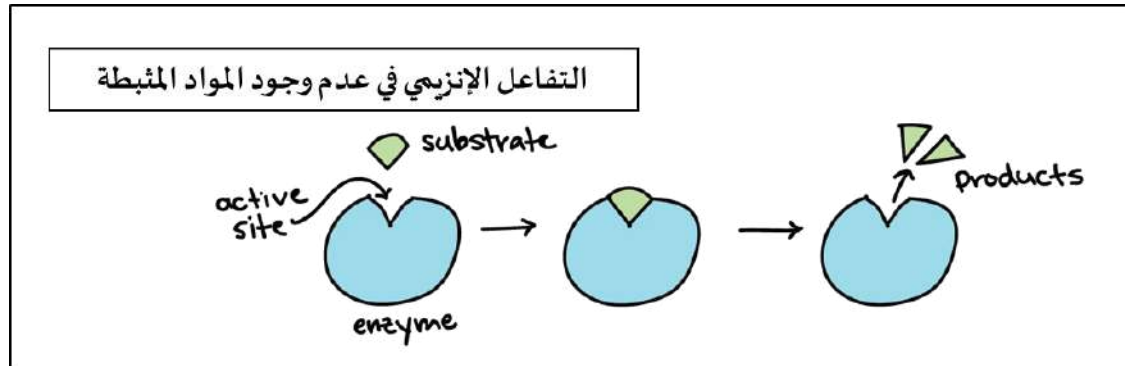 التفاعل الإنزيمي في عدم وجود المواد المثبطة
substrate
active
site
products
enzyme